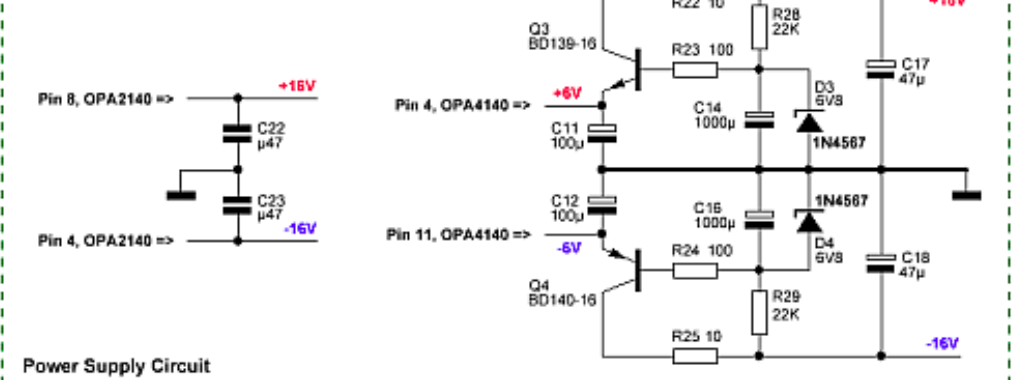 R22 10
+16V
R28
22K
Q3
BD139-16
R23 100
C17
47µ
+16V
Pin 8, OPA2140 =>
+6V
Pin 4, OPA4140 =>
D3
6V8
C14
1000µ
C22
µ47
C11
100µ
1N4567
C23
µ47
C12
100µ
C16
1000µ
1N4567
-16V
Pin 4, OPA2140 =>
Pin 11, OPA4140 =>
-6V
R24 100
D4
6V8
C18
47µ
Q4
BD140-16
R29
22K
R25 10
-16V
Power Supply Circuit